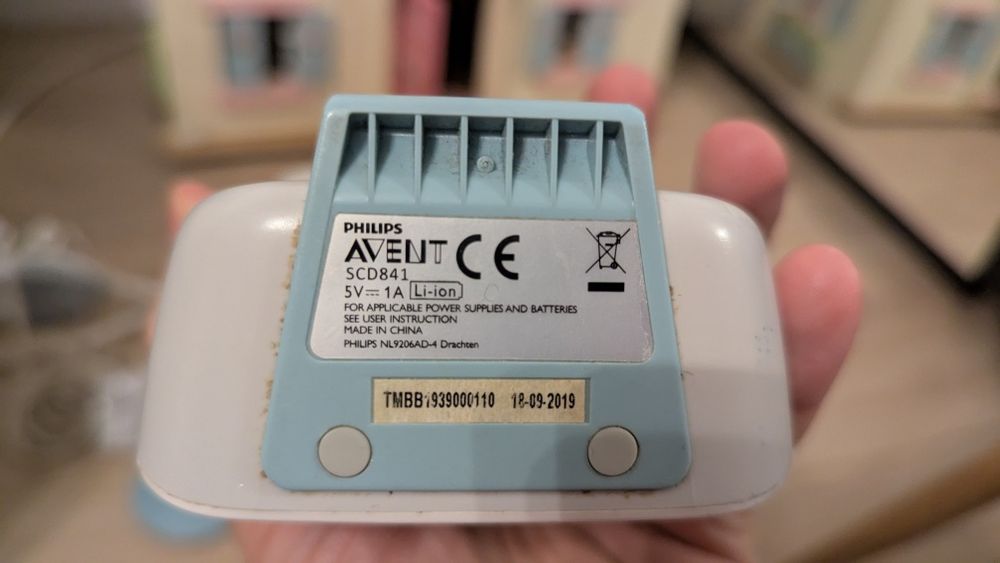 PHILIPS
AVENT CE
SCD841
5V⎓1A Li-ion
FOR APPLICABLE POWER SUPPLIES AND BATTERIES
SEE USER INSTRUCTION
MADE IN CHINA
PHILIPS NL9206AD-4 Drachten
TMBB1939000110 18-09-2019